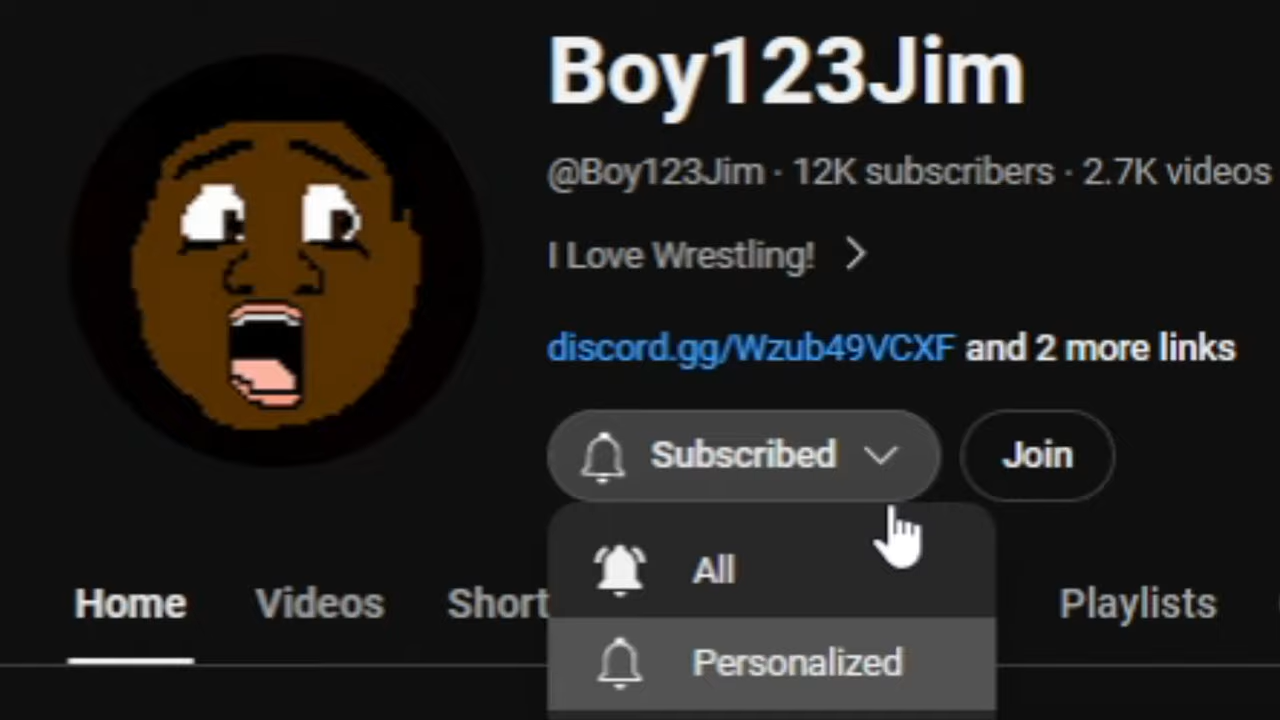 Boy123Jim
@Boy123Jim · 12K subscribers · 2.7K videos
I Love Wrestling!
discord.gg/Wzub49VCXF and 2 more links
Subscribed
Join
All
Home
Videos
Short
Playlists
Personalized